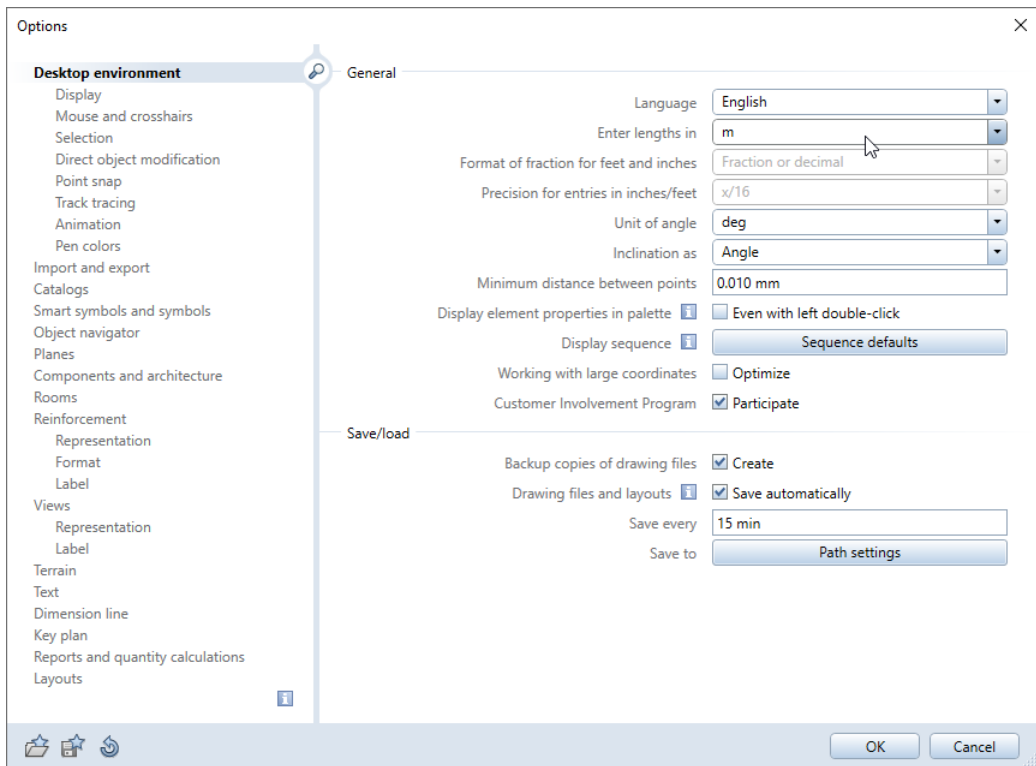 Options
Desktop environment
Display
Mouse and crosshairs
Selection
Direct object modification
Point snap
Track tracing
Animation
Pen colors
Import and export
Catalogs
Smart symbols and symbols
Object navigator
Planes
Components and architecture
Rooms
Reinforcement
Representation
Format
Label
Views
Representation
Label
Terrain
Text
Dimension line
Key plan
Reports and quantity calculations
Layouts
General
Language English
Enter lengths in m
Format of fraction for feet and inches Fraction or decimal
Precision for entries in inches/feet x/16
Unit of angle deg
Inclination as Angle
Minimum distance between points 0.010 mm
Display element properties in palette Even with left double-click
Display sequence Sequence defaults
Working with large coordinates Optimize
Customer Involvement Program Participate
Save/load
Backup copies of drawing files Create
Drawing files and layouts Save automatically
Save every 15 min
Save to Path settings
OK Cancel